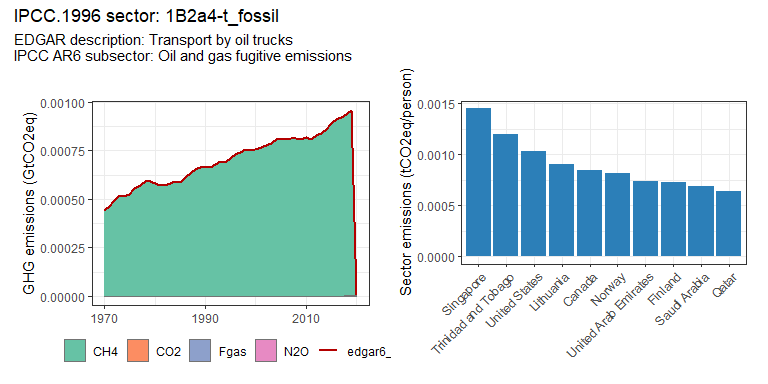 IPCC.1996 sector: 1B2a4-t_fossil
EDGAR description: Transport by oil trucks
IPCC AR6 subsector: Oil and gas fugitive emissions
GHG emissions (GtCO2eq)
0.00100
0.00075
0.00050
0.00025
0.00000
1970
1990
2010
CH4
CO2
Fgas
N2O
edgar6_
Sector emissions (tCO2eq/person)
0.0015
0.0010
0.0005
0.0000
Singapore
Trinidad and Tobago
United States
Lithuania
Canada
Norway
United Arab Emirates
Finland
Saudi Arabia
Qatar